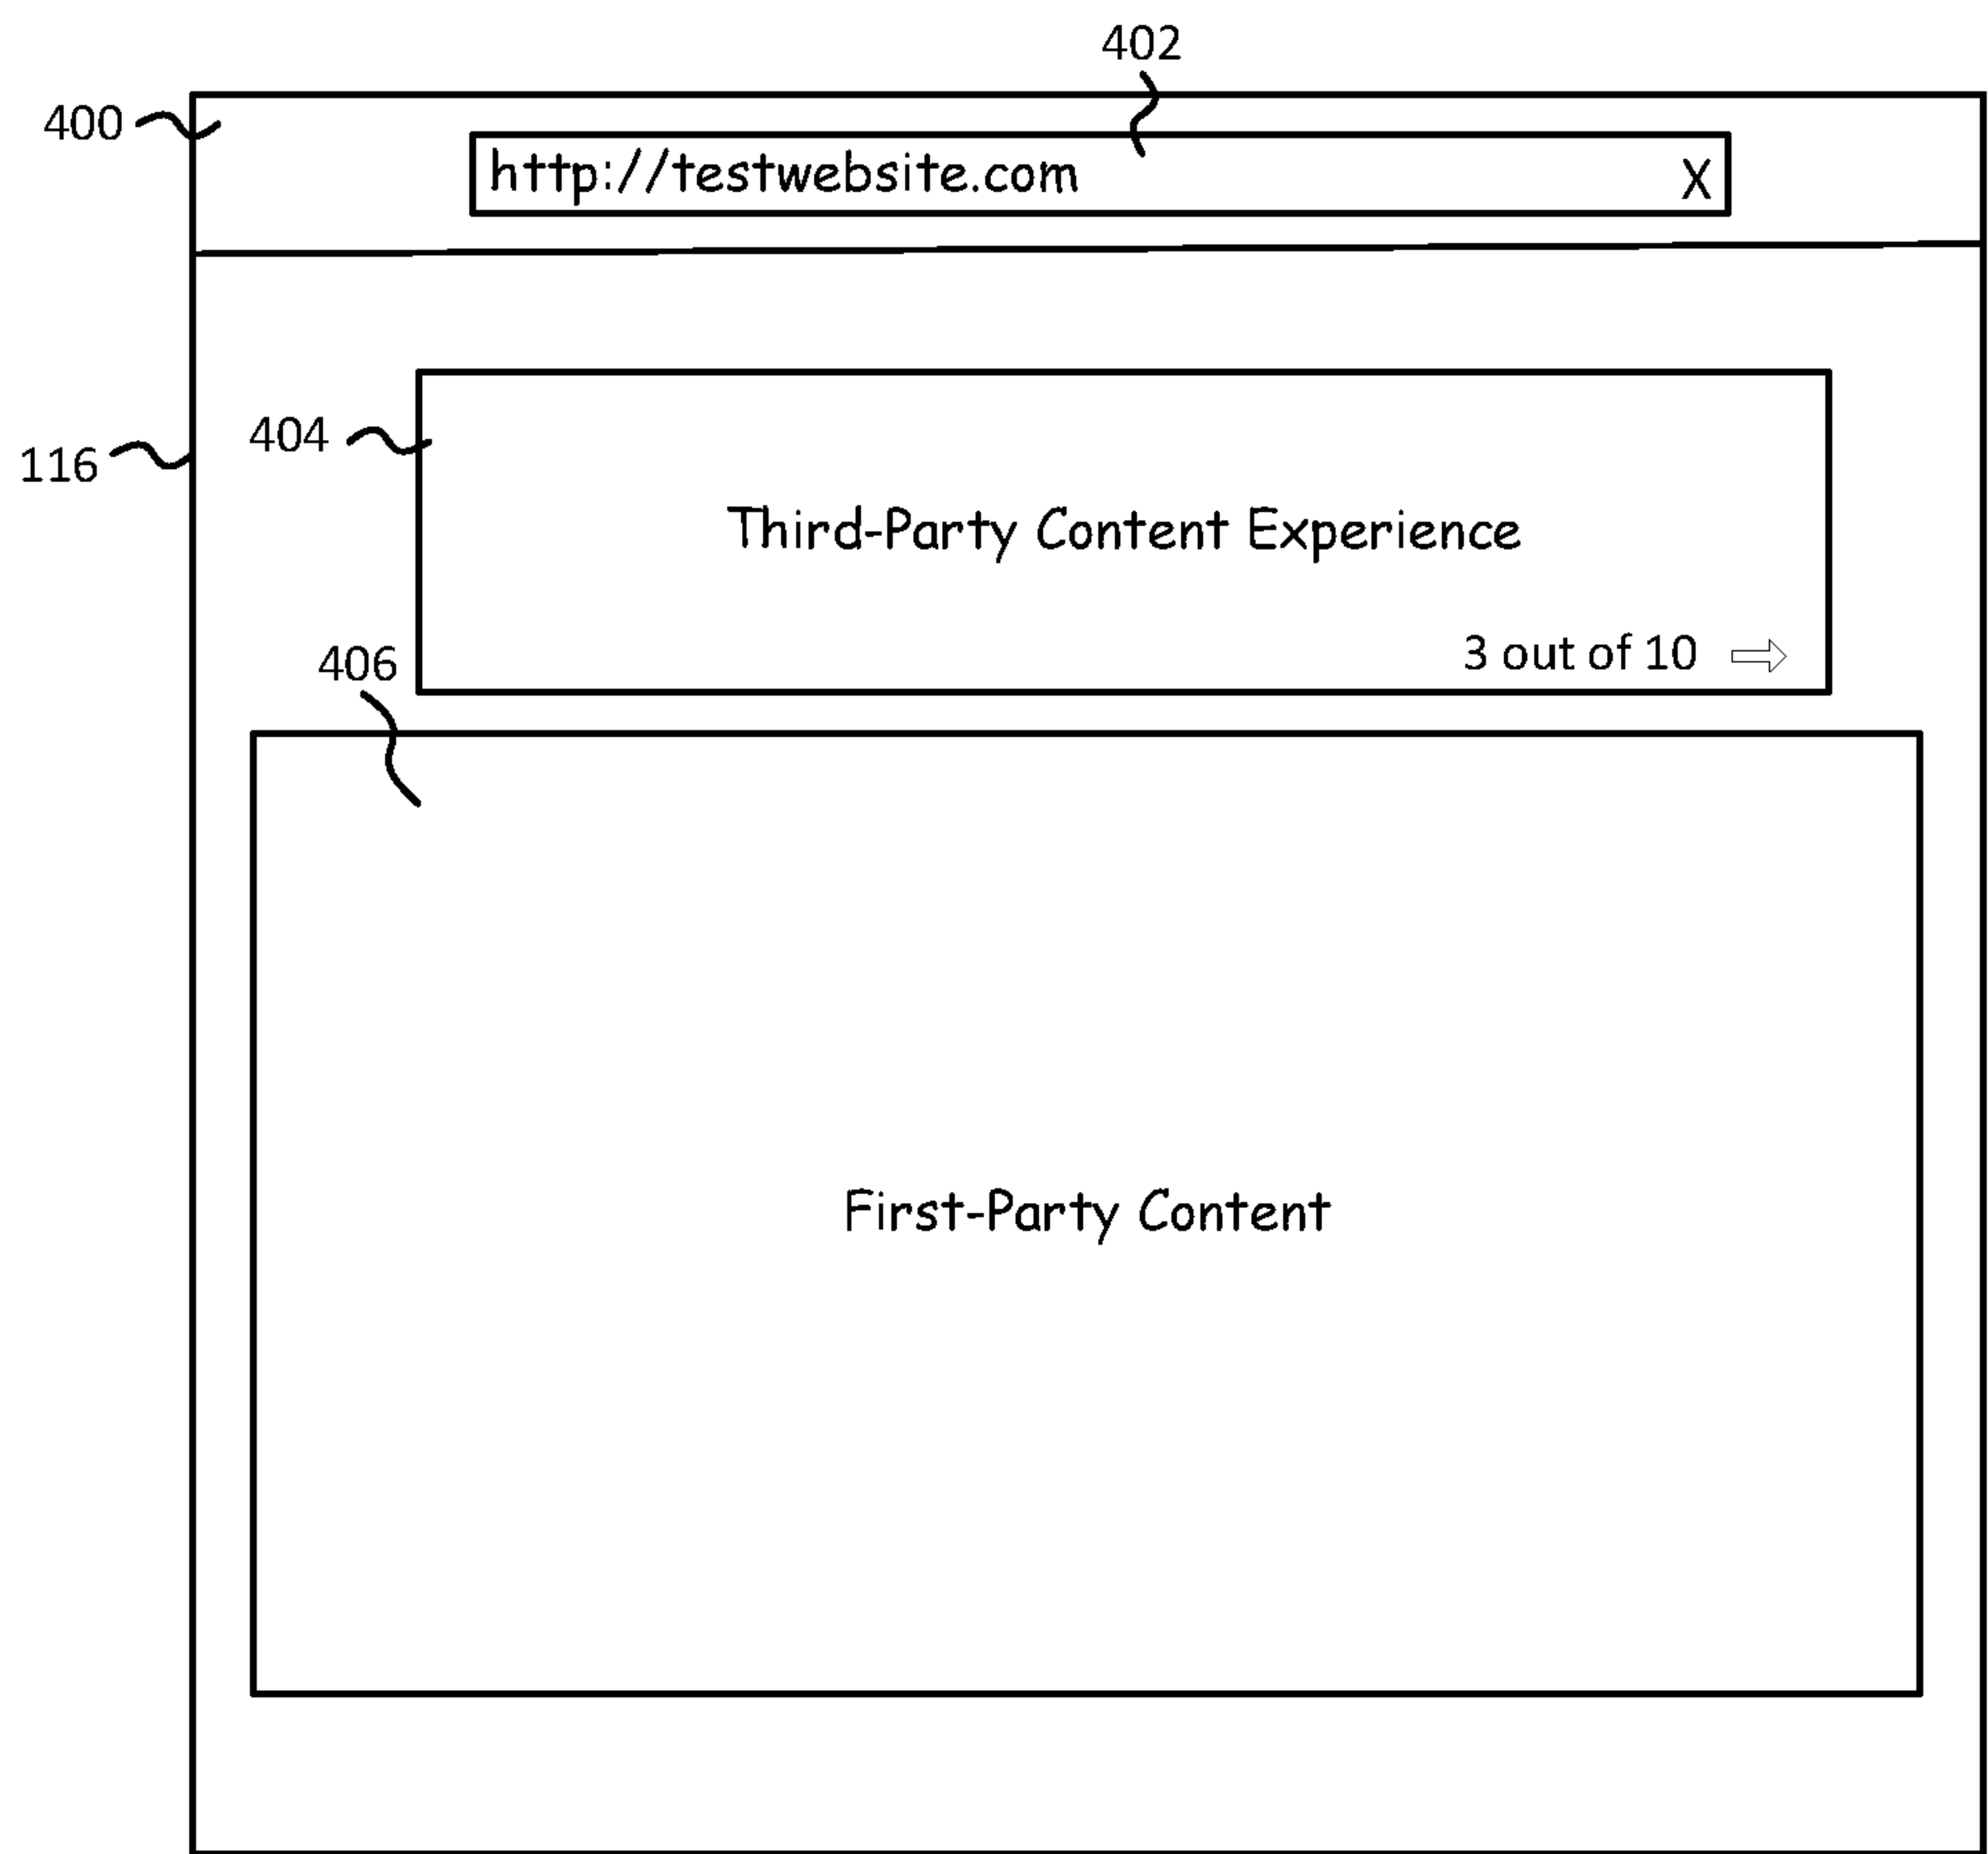 402
400
http://testwebsite.com X
404
116
Third-Party Content Experience
3 out of 10
406
First-Party Content